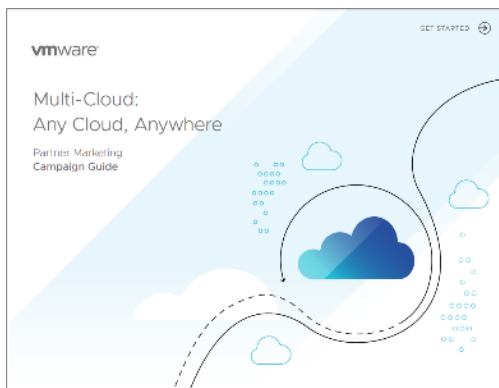 GET STARTED
vmware®
Multi-Cloud:
Any Cloud, Anywhere
Partner Marketing
Campaign Guide